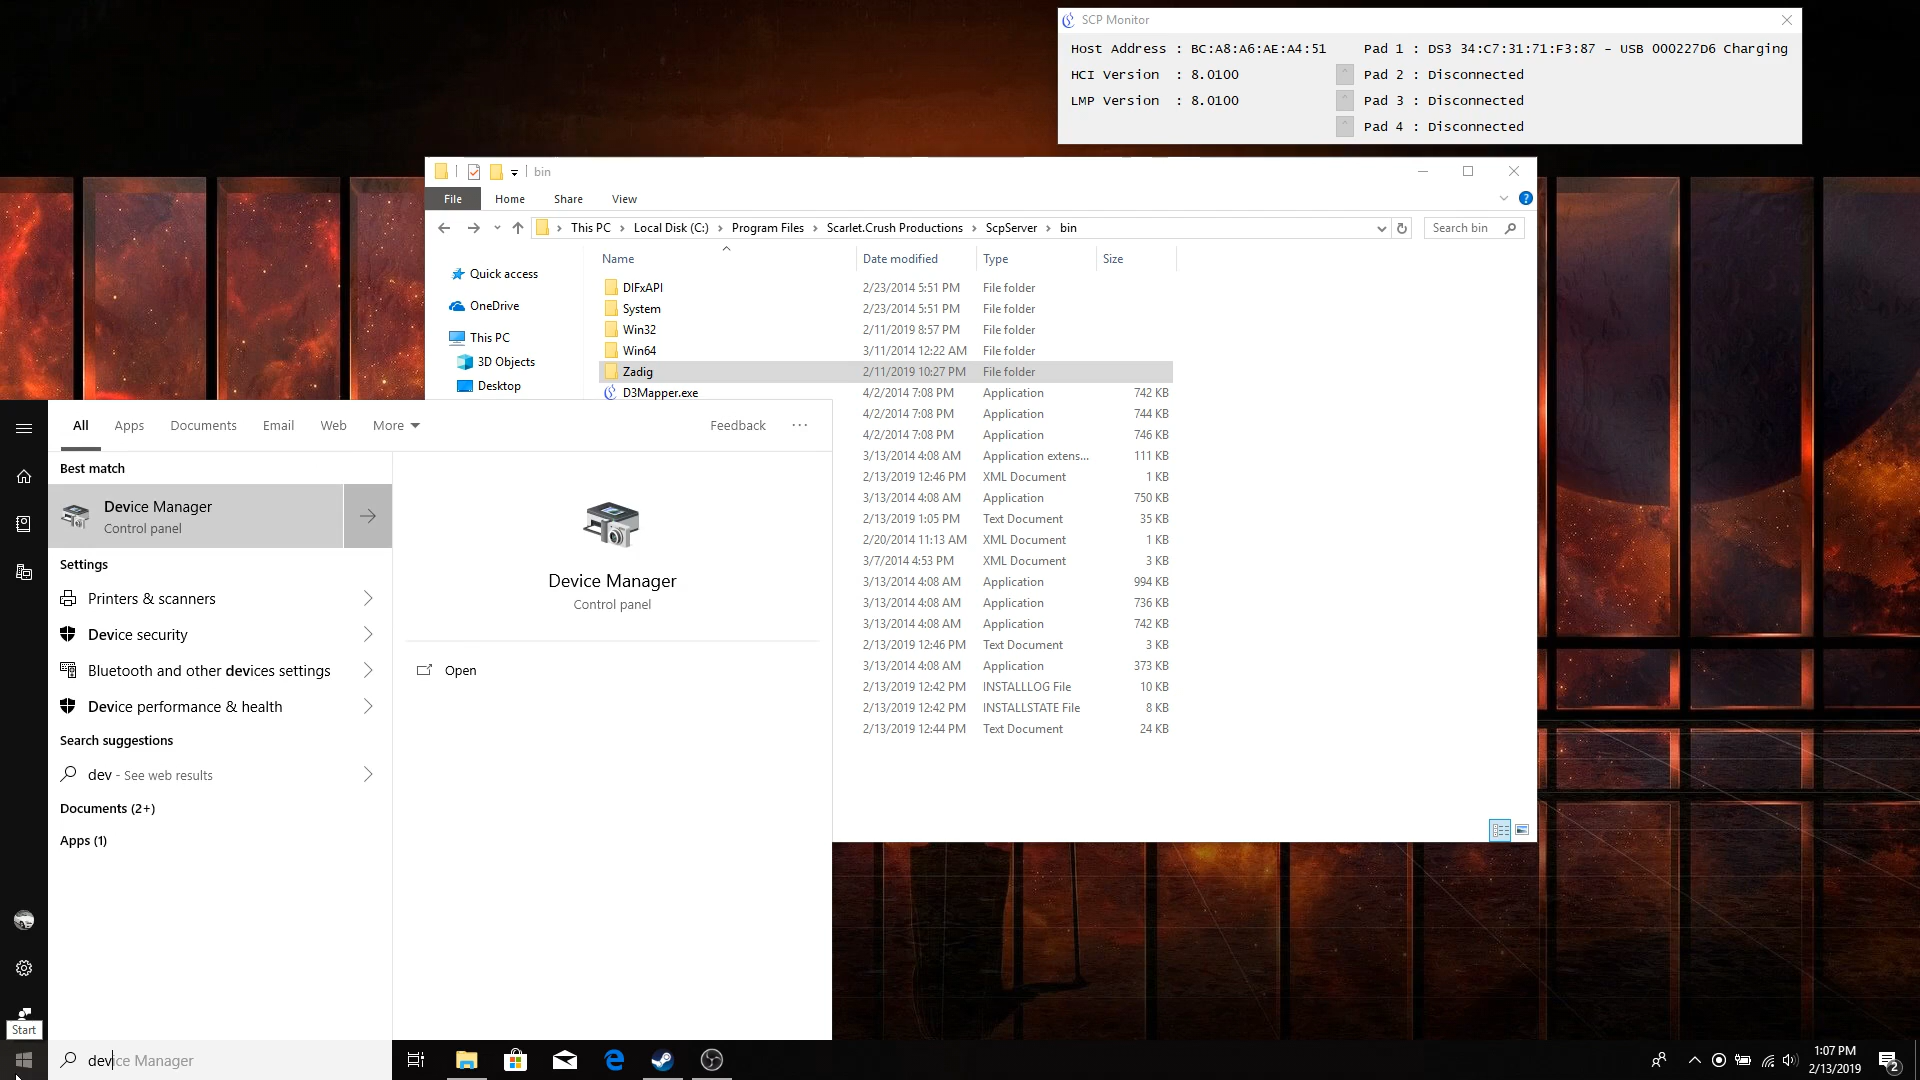 SCP Monitor
Host Address : BC:A8:A6:AE:A4:51
Pad 1 : DS3 34:C7:31:71:F3:87 - USB 000227D6 Charging
HCI Version : 8.0100
Pad 2 : Disconnected
LMP Version : 8.0100
Pad 3 : Disconnected
Pad 4 : Disconnected
bin
File
Home
Share
View
This PC
Local Disk (C:)
Program Files
Scarlet.Crush Productions
ScpServer
bin
Search bin
Name
Date modified
Type
Size
Quick access
OneDrive
This PC
3D Objects
Desktop
DIFxAPI 2/23/2014 5:51 PM File folder
System 2/23/2014 5:51 PM File folder
Win32 2/11/2019 8:57 PM File folder
Win64 3/11/2014 12:22 AM File folder
Zadig 2/11/2019 10:27 PM File folder
D3Mapper.exe 4/2/2014 7:08 PM Application 742 KB
4/2/2014 7:08 PM Application 744 KB
4/2/2014 7:08 PM Application 746 KB
3/13/2014 4:08 AM Application extens... 111 KB
2/13/2019 12:46 PM XML Document 1 KB
3/13/2014 4:08 AM Application 750 KB
2/13/2019 1:05 PM Text Document 35 KB
2/20/2014 11:13 AM XML Document 1 KB
3/7/2014 4:53 PM XML Document 3 KB
3/13/2014 4:08 AM Application 994 KB
3/13/2014 4:08 AM Application 736 KB
3/13/2014 4:08 AM Application 742 KB
2/13/2019 12:46 PM Text Document 3 KB
3/13/2014 4:08 AM Application 373 KB
2/13/2019 12:42 PM INSTALLLOG File 10 KB
2/13/2019 12:42 PM INSTALLSTATE File 8 KB
2/13/2019 12:44 PM Text Document 24 KB
All
Apps
Documents
Email
Web
More
Feedback
Best match
Device Manager
Control panel
Settings
Printers & scanners
Device security
Bluetooth and other devices settings
Device performance & health
Search suggestions
dev - See web results
Documents (2+)
Apps (1)
Device Manager
Control panel
Open
Start
device Manager
1:07 PM
2/13/2019
2